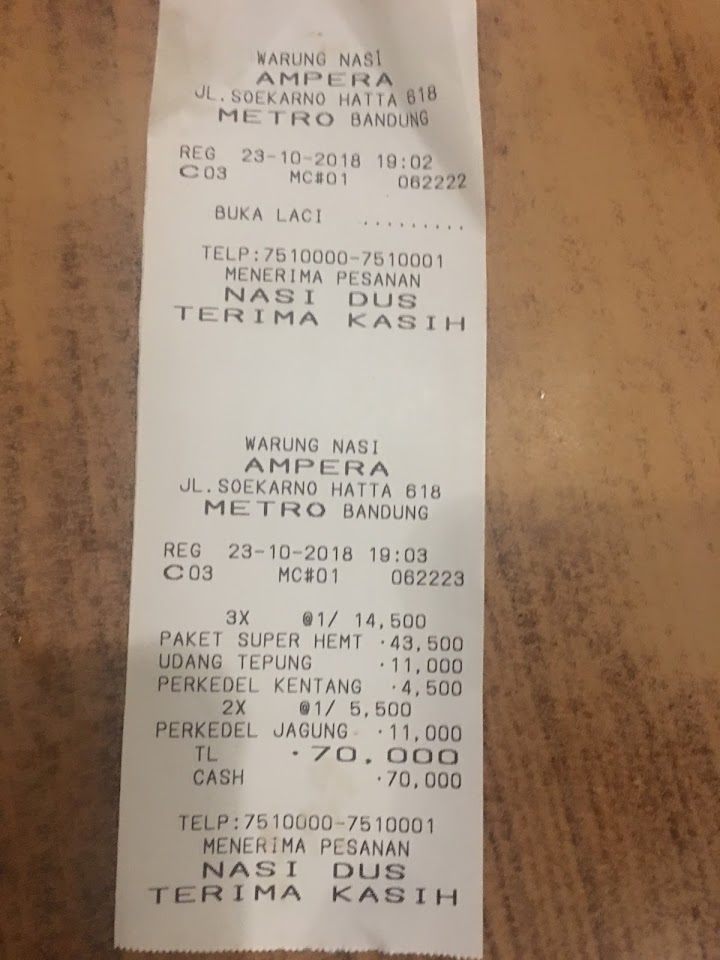 WARUNG NASI
AMPERA
JL.SOEKARNO HATTA 618
METRO BANDUNG
REG 23-10-2018 19:02
C03 MC#01 062222
BUKA LACI .........
TELP:7510000-7510001
MENERIMA PESANAN
NASI DUS
TERIMA KASIH
WARUNG NASI
AMPERA
JL.SOEKARNO HATTA 618
METRO BANDUNG
REG 23-10-2018 19:03
C03 MC#01 062223
3X @1/ 14,500
PAKET SUPER HEMT ·43,500
UDANG TEPUNG ·11,000
PERKEDEL KENTANG ·4,500
2X @1/ 5,500
PERKEDEL JAGUNG ·11,000
TL ·70,000
CASH ·70,000
TELP:7510000-7510001
MENERIMA PESANAN
NASI DUS
TERIMA KASIH